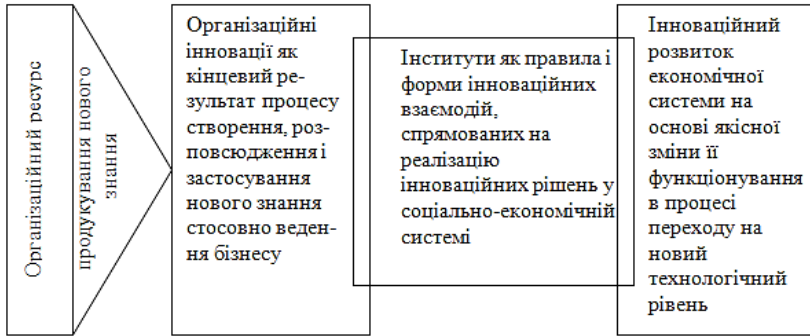 Організаційний ресурс
продукування нового
знання
Організаційні
інновації як
кінцевий ре-
зультат процесу
створення, роз-
повсюдження і
застосування
нового знання
стосовно веден-
ня бізнесу
Інститути як правила і
форми інноваційних
взаємодій,
спрямованих на
реалізацію
інноваційних рішень у
соціально-економічній
системі
Інноваційний
розвиток
економічної
системи на
основі якісної
зміни її
функціонування
в процесі
переходу на
новий
технологічний
рівень